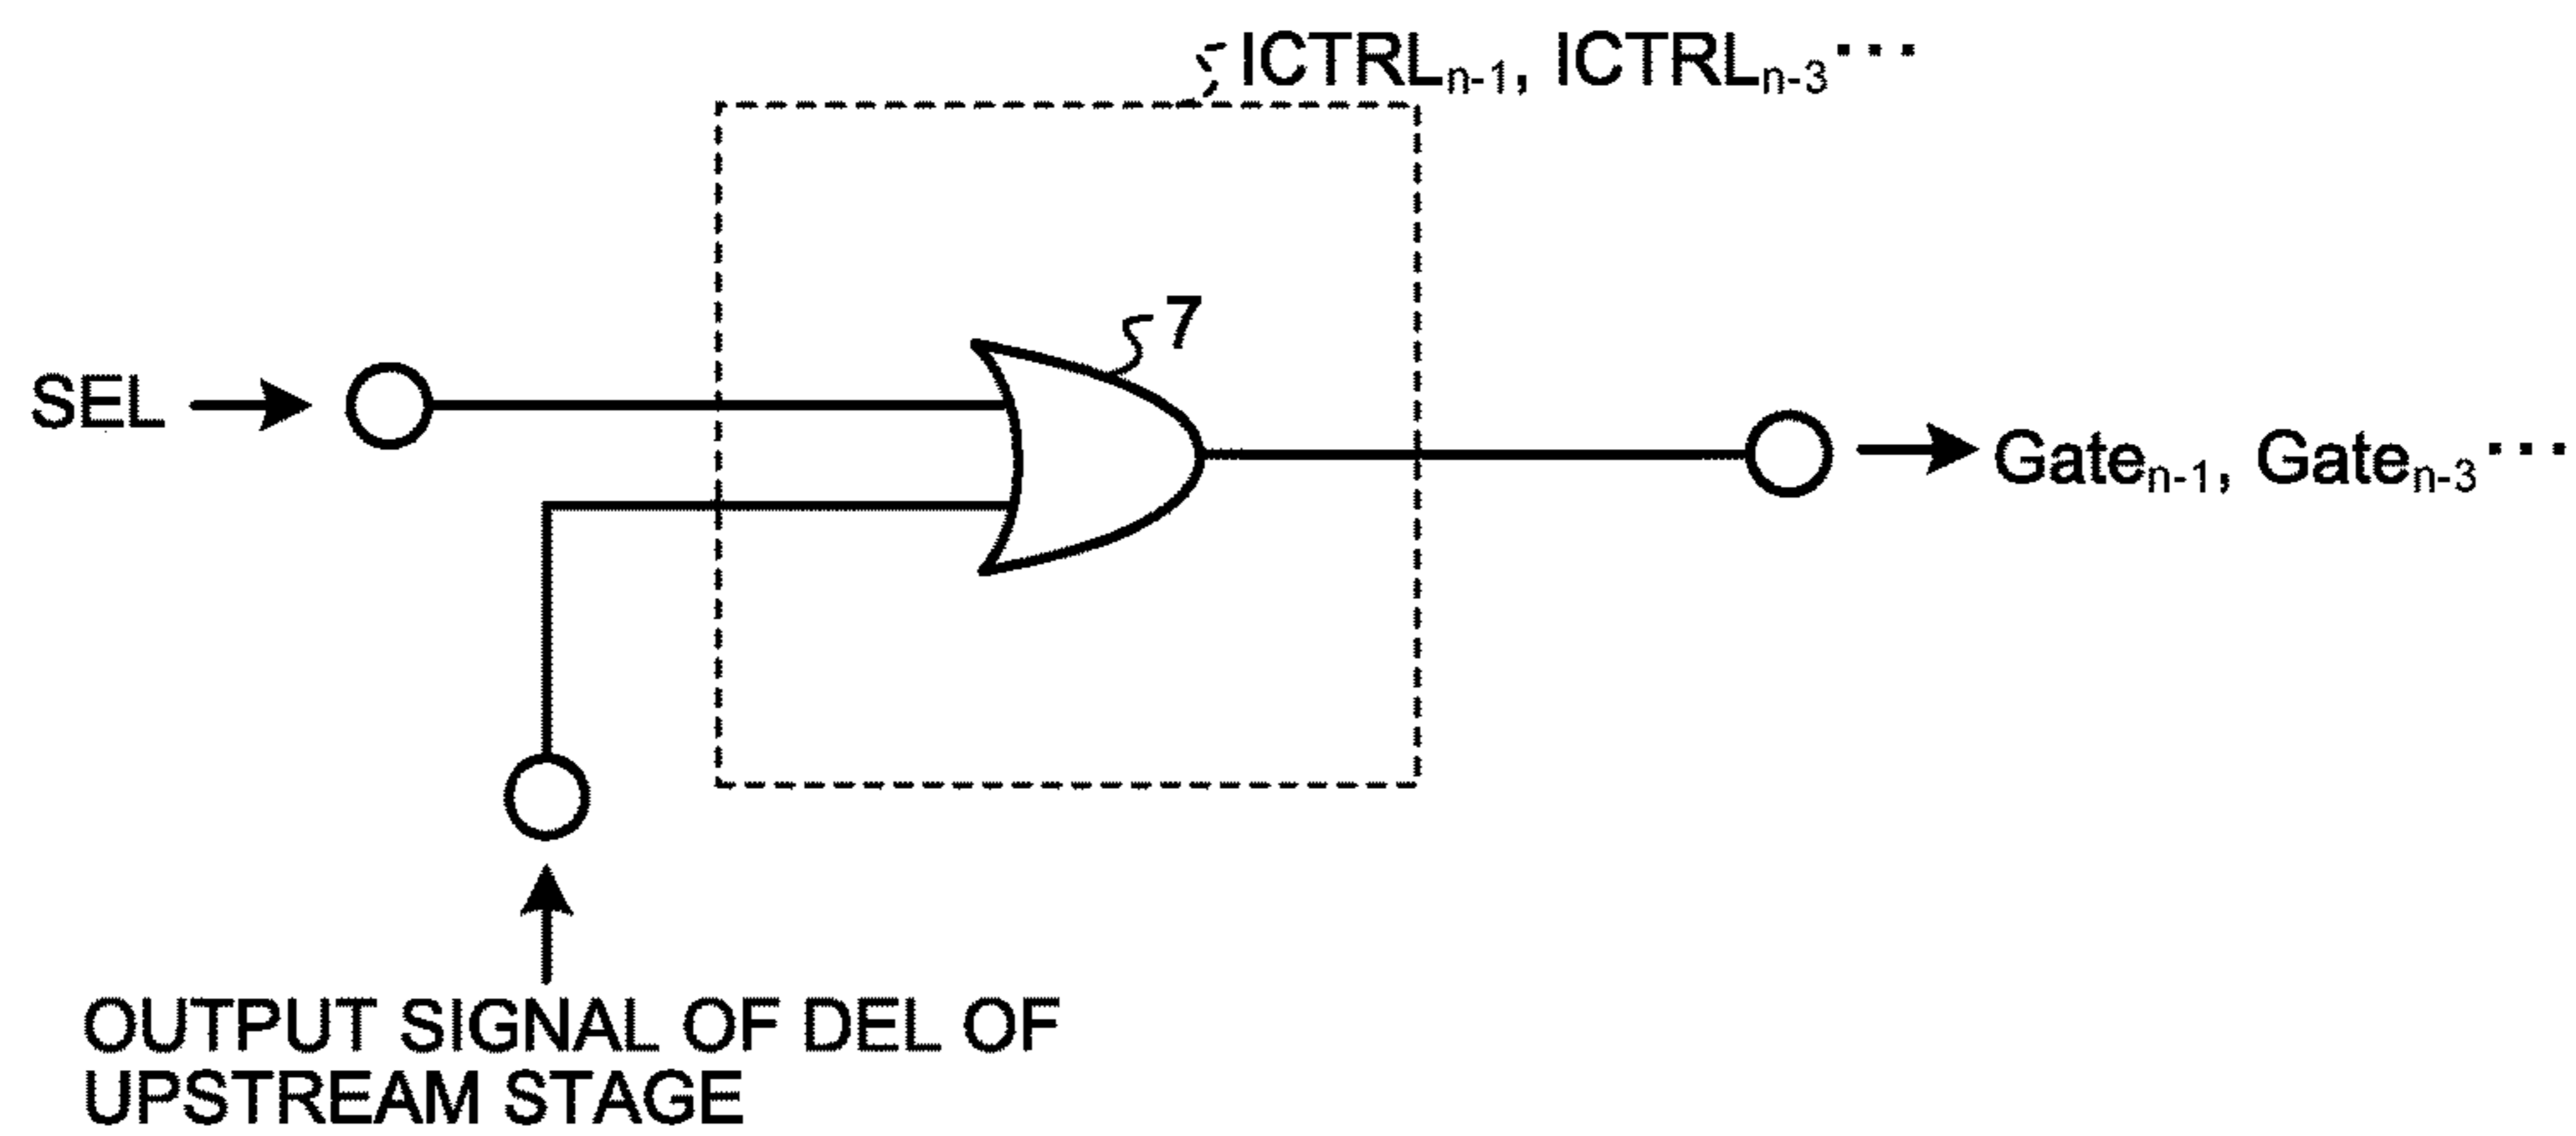 ICTRLn-1, ICTRLn-3 ···
7
SEL
Gaten-1, Gaten-3 ···
OUTPUT SIGNAL OF DEL OF
UPSTREAM STAGE